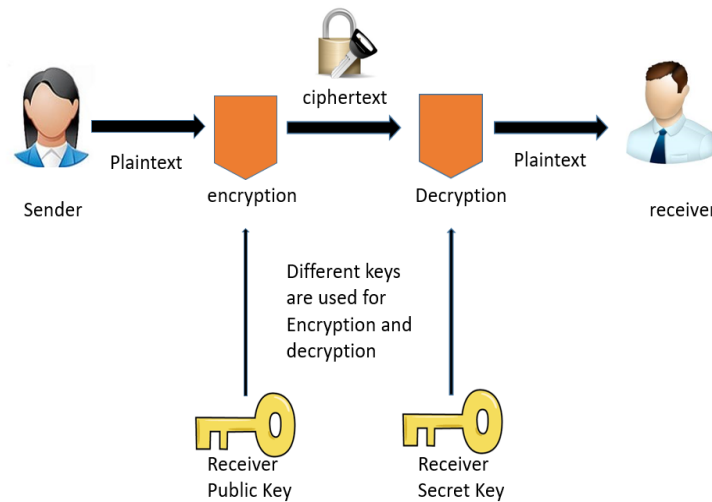 ciphertext
Plaintext
Plaintext
encryption
Decryption
Sender
receiver
Different keys
are used for
Encryption and
decryption
Receiver
Public Key
Receiver
Secret Key